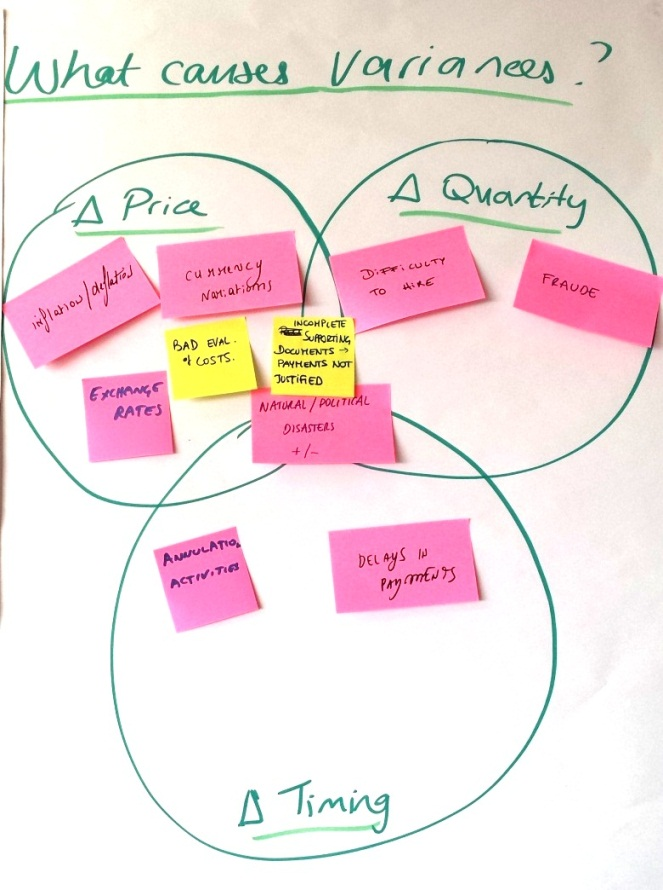 What causes Variances?
Δ Price
Δ Quantity
inflation/deflation
CURRENCY
VARIATIONS
DIFFICULTY
TO HIRE
FRAUDE
BAD EVAL.
of COSTS.
INCOMPLETE
SUPPORTING
DOCUMENTS →
PAYMENTS NOT
JUSTIFIED
EXCHANGE
RATES
NATURAL/POLITICAL
DISASTERS
+/-
ANNULATION
ACTIVITIES
DELAYS IN
PAYMENTS
Δ Timing